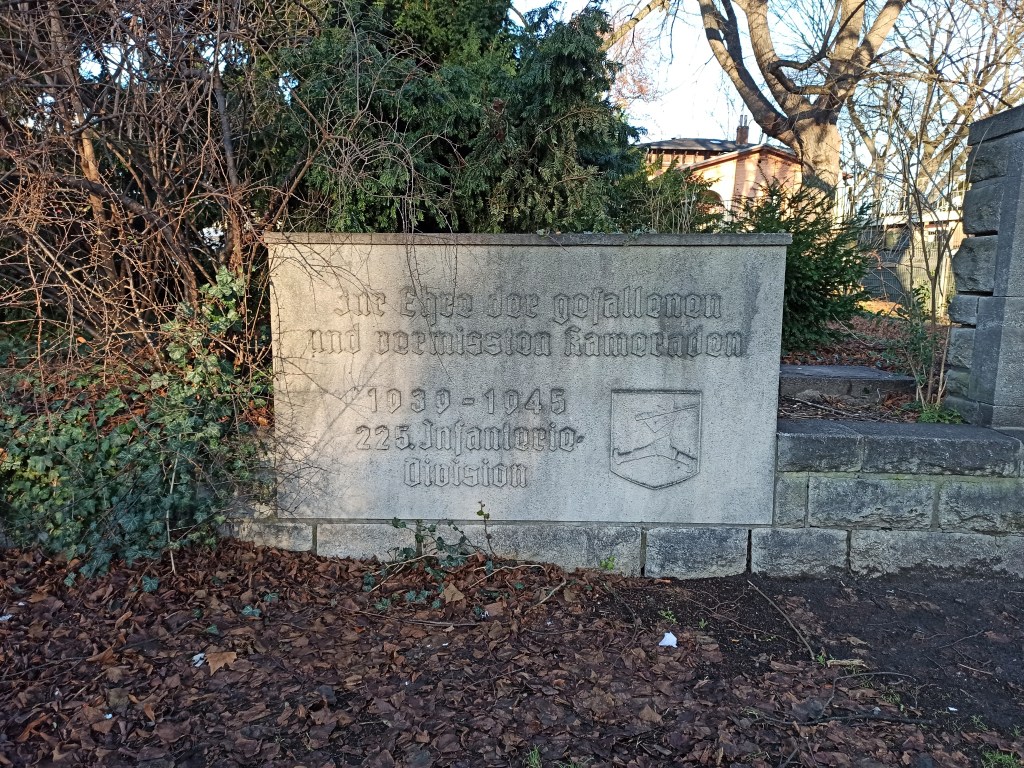 Zur Ehre der gefallenen
und vermissten Kameraden
1939-1945
225. Infanterie-
Division